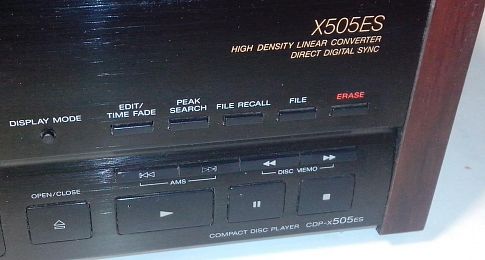 X505ES
HIGH DENSITY LINEAR CONVERTER
DIRECT DIGITAL SYNC
DISPLAY MODE
EDIT/
TIME FADE
PEAK
SEARCH
FILE RECALL
FILE
ERASE
AMS
DISC MEMO
OPEN/CLOSE
COMPACT DISC PLAYER CDP-X505ES